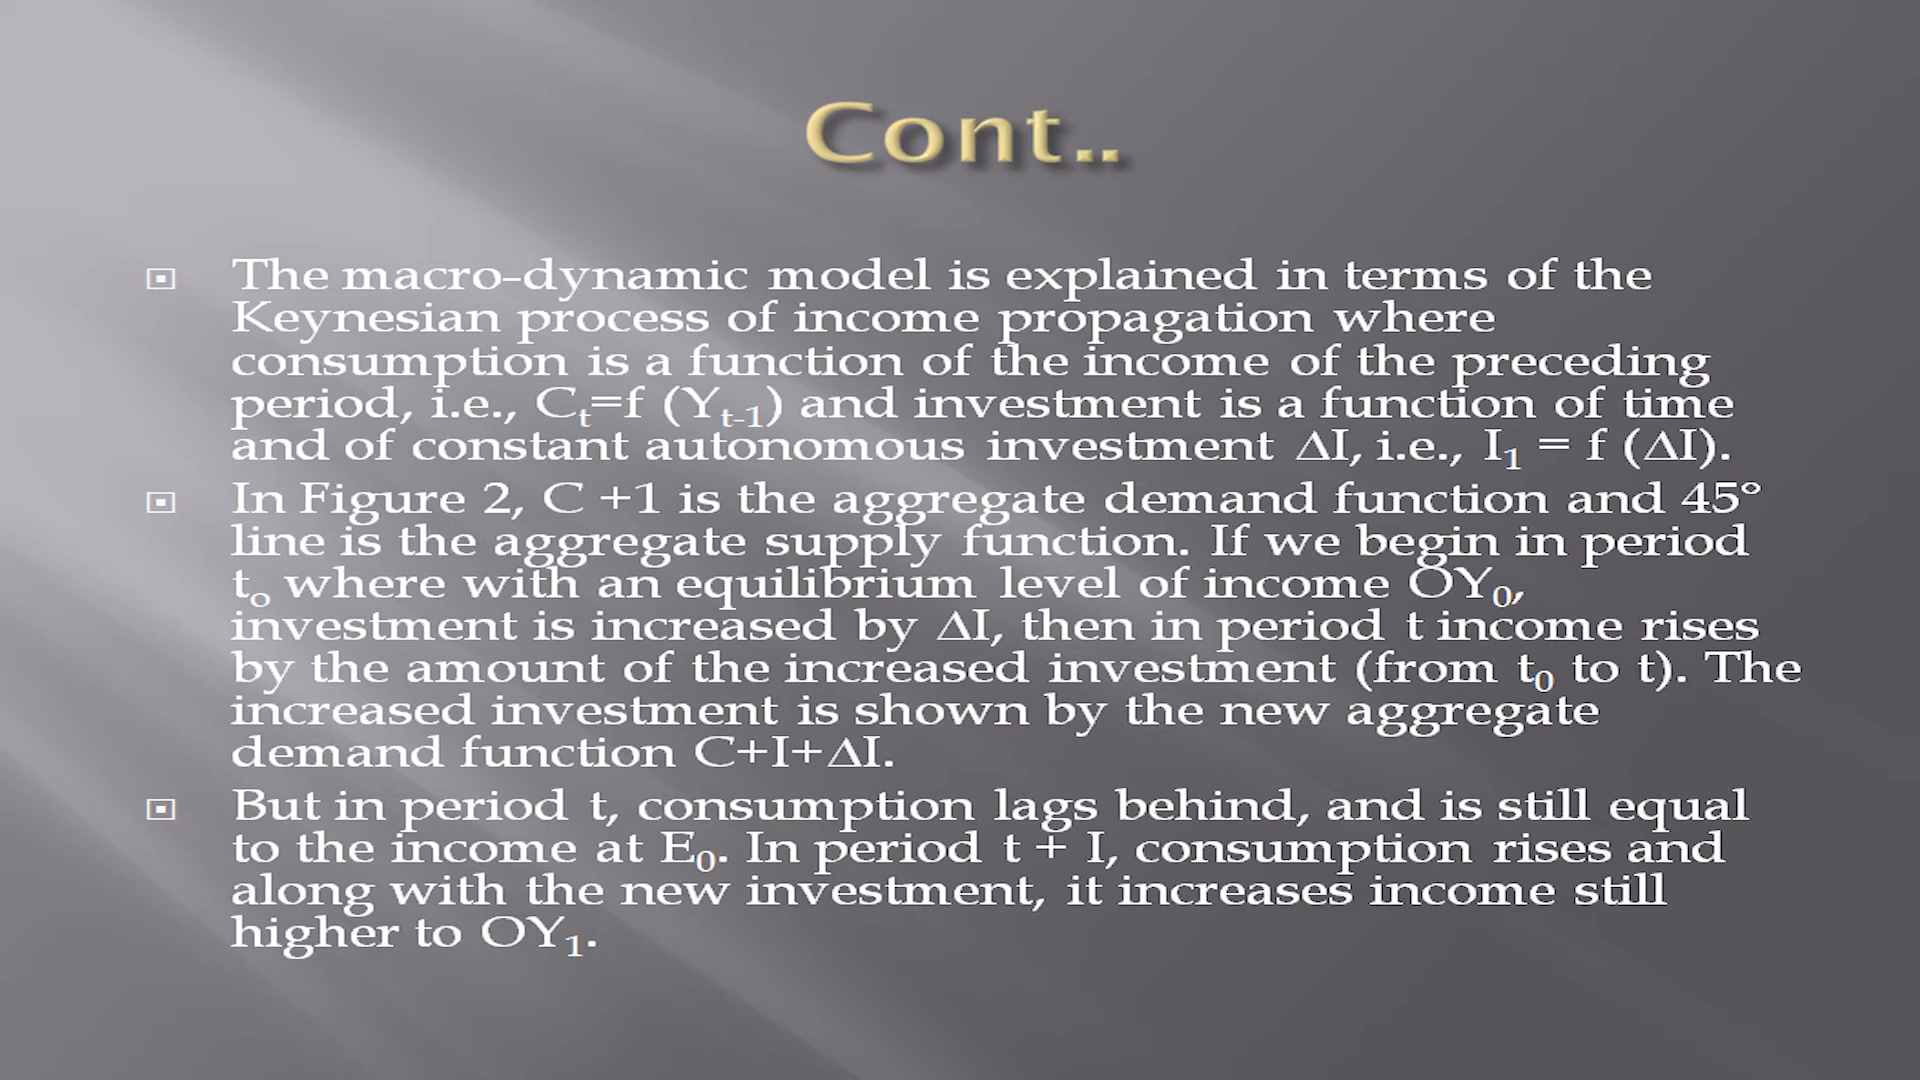 Cont..
The macro-dynamic model is explained in terms of the
Keynesian process of income propagation where
consumption is a function of the income of the preceding
period, i.e., Cₜ=f (Yₜ₋₁) and investment is a function of time
and of constant autonomous investment ΔI, i.e., I₁ = f (ΔI).
In Figure 2, C +1 is the aggregate demand function and 45°
line is the aggregate supply function. If we begin in period
tₒ where with an equilibrium level of income OY₀,
investment is increased by ΔI, then in period t income rises
by the amount of the increased investment (from t₀ to t). The
increased investment is shown by the new aggregate
demand function C+I+ΔI.
But in period t, consumption lags behind, and is still equal
to the income at E₀. In period t + I, consumption rises and
along with the new investment, it increases income still
higher to OY₁.